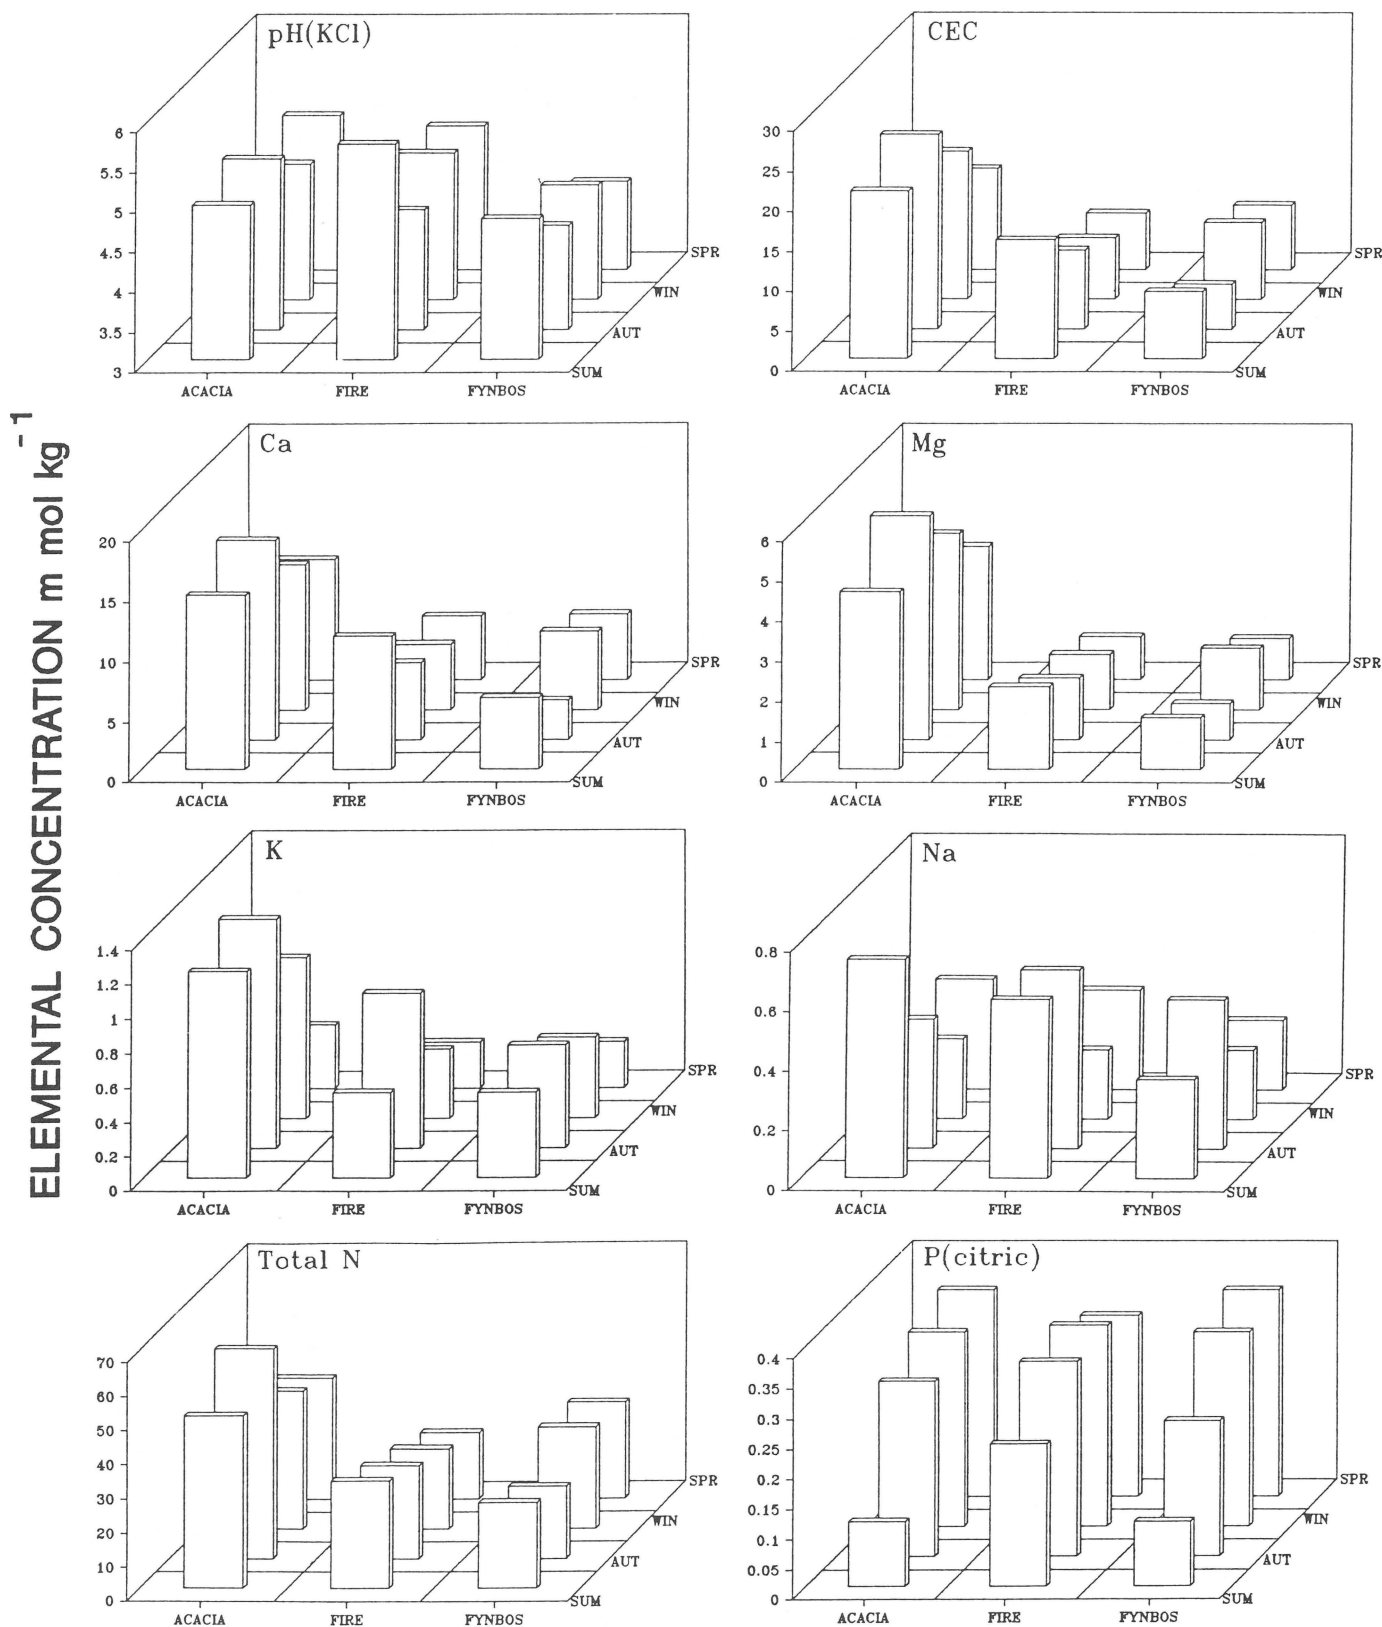 ELEMENTAL CONCENTRATION m mol kg-1
pH(KCl)
6
5.5
5
4.5
4
3.5
3
ACACIA
FIRE
FYNBOS
SUM
AUT
WIN
SPR
CEC
30
25
20
15
10
5
0
ACACIA
FIRE
FYNBOS
SUM
AUT
WIN
SPR
Ca
20
15
10
5
0
ACACIA
FIRE
FYNBOS
SUM
AUT
WIN
SPR
Mg
6
5
4
3
2
1
0
ACACIA
FIRE
FYNBOS
SUM
AUT
WIN
SPR
K
1.4
1.2
1
0.8
0.6
0.4
0.2
0
ACACIA
FIRE
FYNBOS
SUM
AUT
WIN
SPR
Na
0.8
0.6
0.4
0.2
0
ACACIA
FIRE
FYNBOS
SUM
AUT
WIN
SPR
Total N
70
60
50
40
30
20
10
0
ACACIA
FIRE
FYNBOS
SUM
AUT
WIN
SPR
P(citric)
0.4
0.35
0.3
0.25
0.2
0.15
0.1
0.05
0
ACACIA
FIRE
FYNBOS
SUM
AUT
WIN
SPR